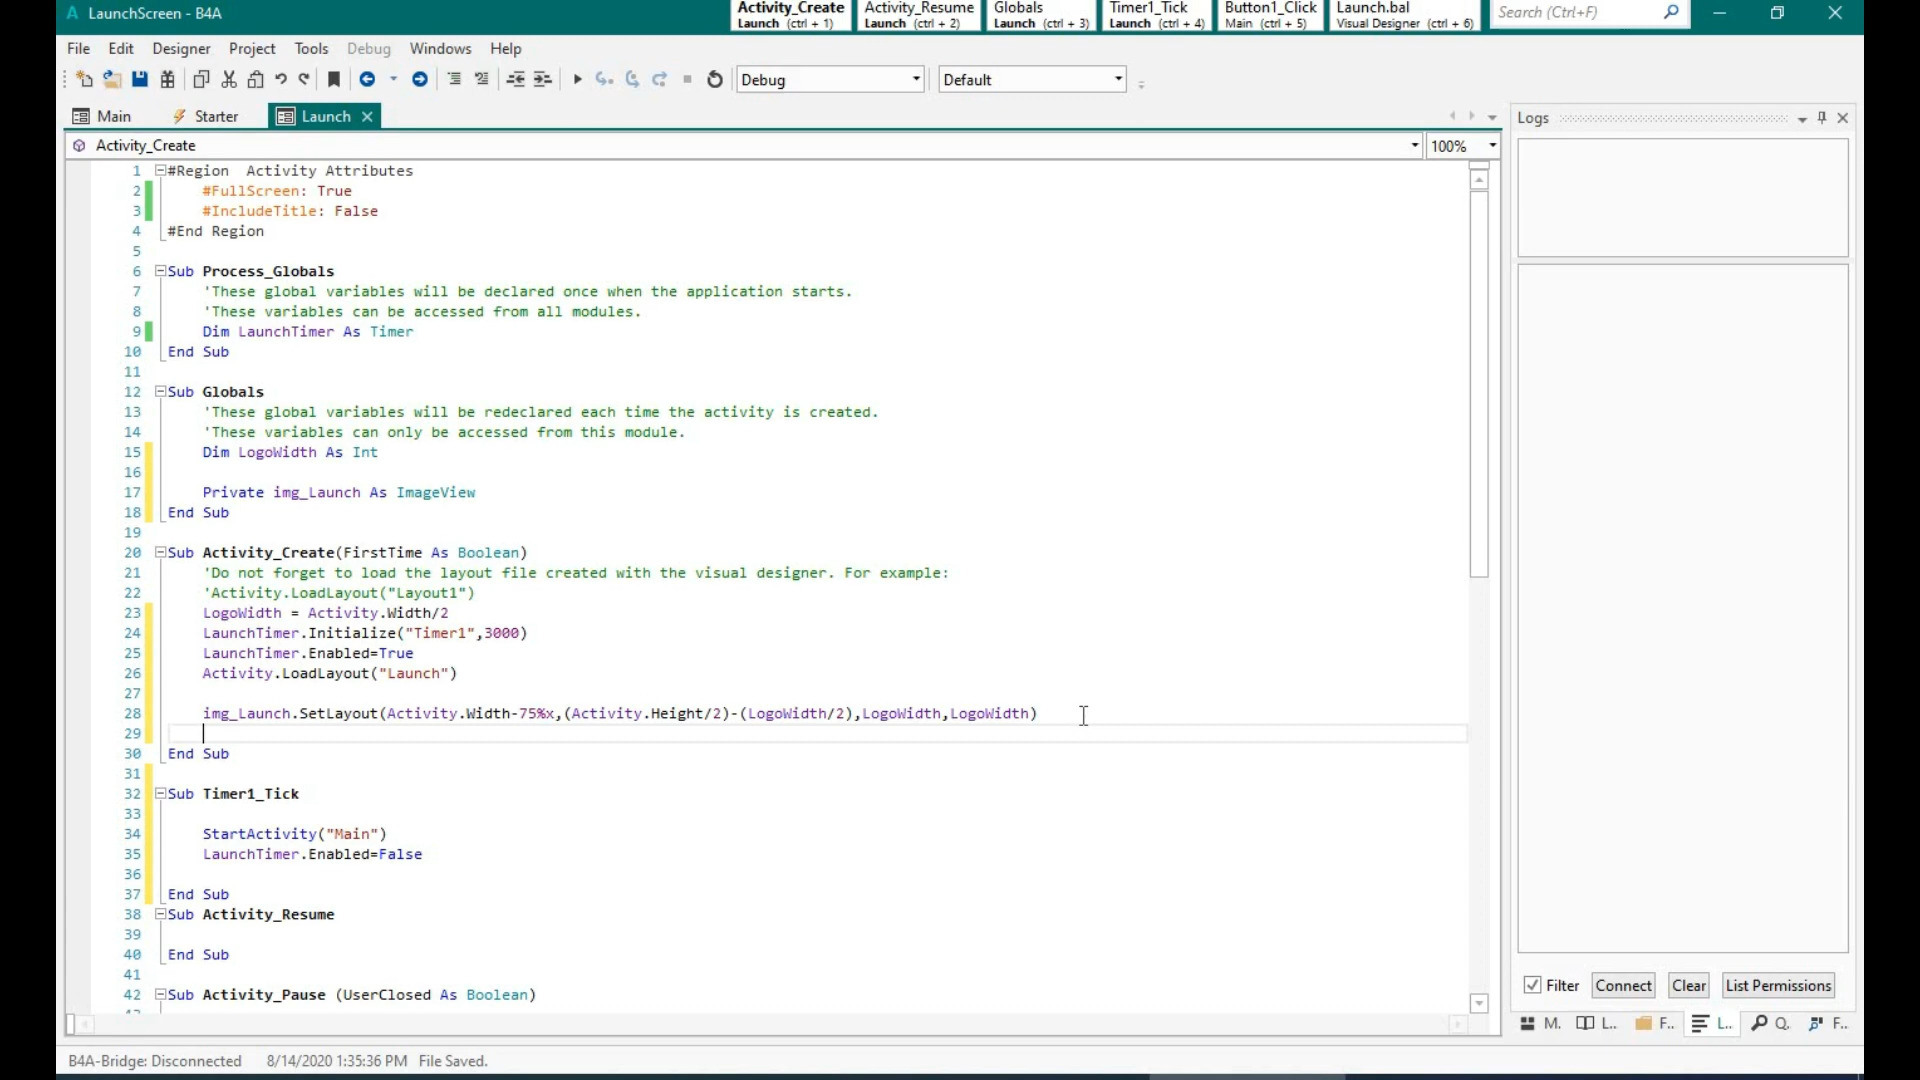 A LaunchScreen - B4A
Activity_Create
Launch (ctrl + 1)
Activity_Resume
Launch (ctrl + 2)
Globals
Launch (ctrl + 3)
Timer1_Tick
Launch (ctrl + 4)
Button1_Click
Main (ctrl + 5)
Launch.bal
Visual Designer (ctrl + 6)
Search (Ctrl+F)
File Edit Designer Project Tools Debug Windows Help
Debug
Default
Main Starter Launch
Logs
Activity_Create
100%
1 #Region Activity Attributes
2 #FullScreen: True
3 #IncludeTitle: False
4 #End Region
5
6 Sub Process_Globals
7 'These global variables will be declared once when the application starts.
8 'These variables can be accessed from all modules.
9 Dim LaunchTimer As Timer
10 End Sub
11
12 Sub Globals
13 'These global variables will be redeclared each time the activity is created.
14 'These variables can only be accessed from this module.
15 Dim LogoWidth As Int
16
17 Private img_Launch As ImageView
18 End Sub
19
20 Sub Activity_Create(FirstTime As Boolean)
21 'Do not forget to load the layout file created with the visual designer. For example:
22 'Activity.LoadLayout("Layout1")
23 LogoWidth = Activity.Width/2
24 LaunchTimer.Initialize("Timer1",3000)
25 LaunchTimer.Enabled=True
26 Activity.LoadLayout("Launch")
27
28 img_Launch.SetLayout(Activity.Width-75%x,(Activity.Height/2)-(LogoWidth/2),LogoWidth,LogoWidth)
29
30 End Sub
31
32 Sub Timer1_Tick
33
34 StartActivity("Main")
35 LaunchTimer.Enabled=False
36
37 End Sub
38 Sub Activity_Resume
39
40 End Sub
41
42 Sub Activity_Pause (UserClosed As Boolean)
Filter Connect Clear List Permissions
M. L.. F.. L.. Q. F..
B4A-Bridge: Disconnected 8/14/2020 1:35:36 PM File Saved.